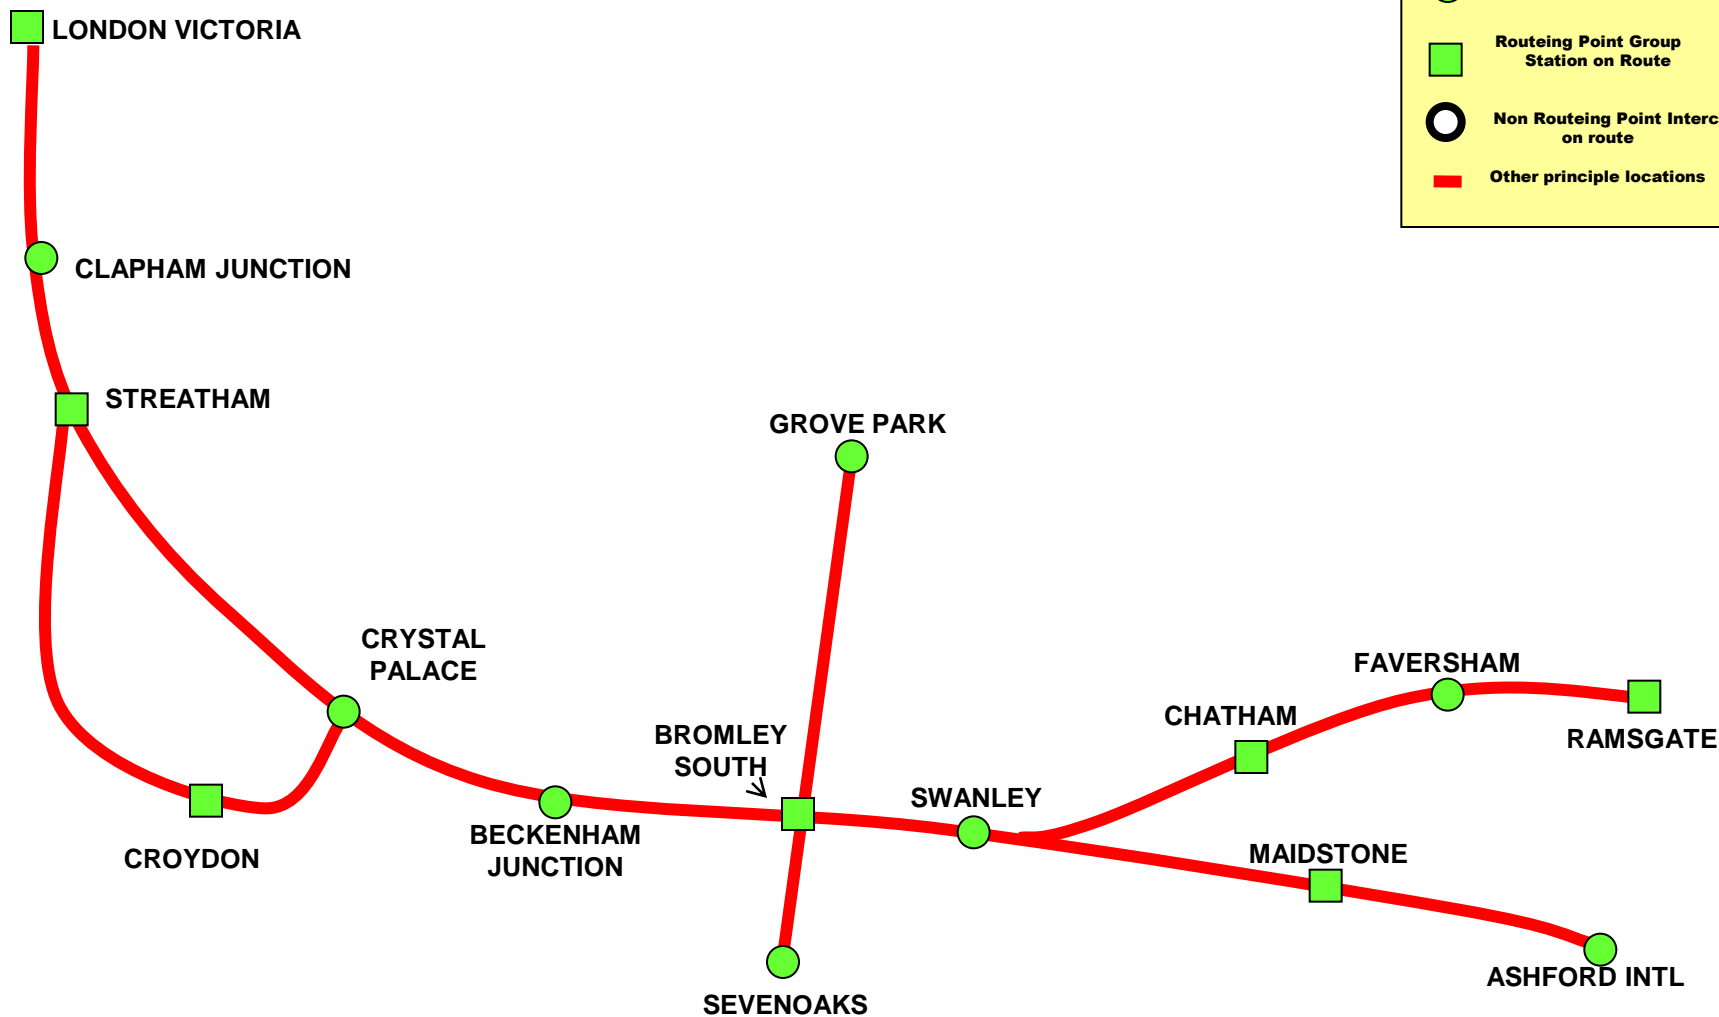 LONDON VICTORIA
Routeing Point Group
Station on Route
Non Routeing Point Interc
on route
Other principle locations
CLAPHAM JUNCTION
STREATHAM
GROVE PARK
CRYSTAL
PALACE
FAVERSHAM
CHATHAM
RAMSGATE
BROMLEY
SOUTH
SWANLEY
BECKENHAM
JUNCTION
CROYDON
MAIDSTONE
ASHFORD INTL
SEVENOAKS